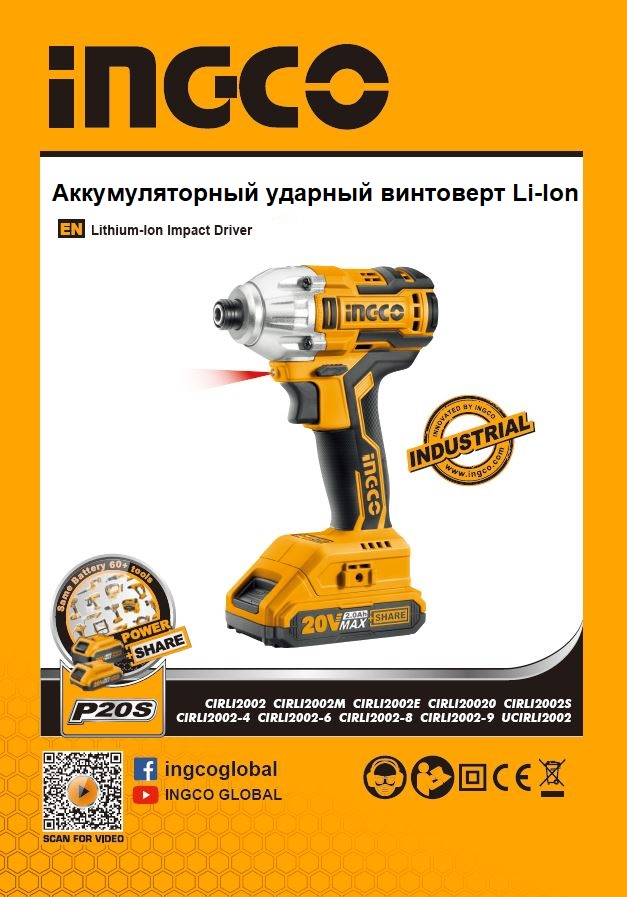 INGCO
Аккумуляторный ударный винтоверт Li-Ion
EN Lithium-Ion Impact Driver
INGCO
INGCO
INNOVATED BY INGCO
INDUSTRIAL
www.ingco.com
20V MAX 2.0Ah POWER SHARE
Same Battery 60+ tools
POWER
SHARE
P20S
CIRLI2002 CIRLI2002M CIRLI2002E CIRLI20020 CIRLI2002S
CIRLI2002-4 CIRLI2002-6 CIRLI2002-8 CIRLI2002-9 UCIRLI2002
ingcoglobal
INGCO GLOBAL
SCAN FOR VIDEO
CE